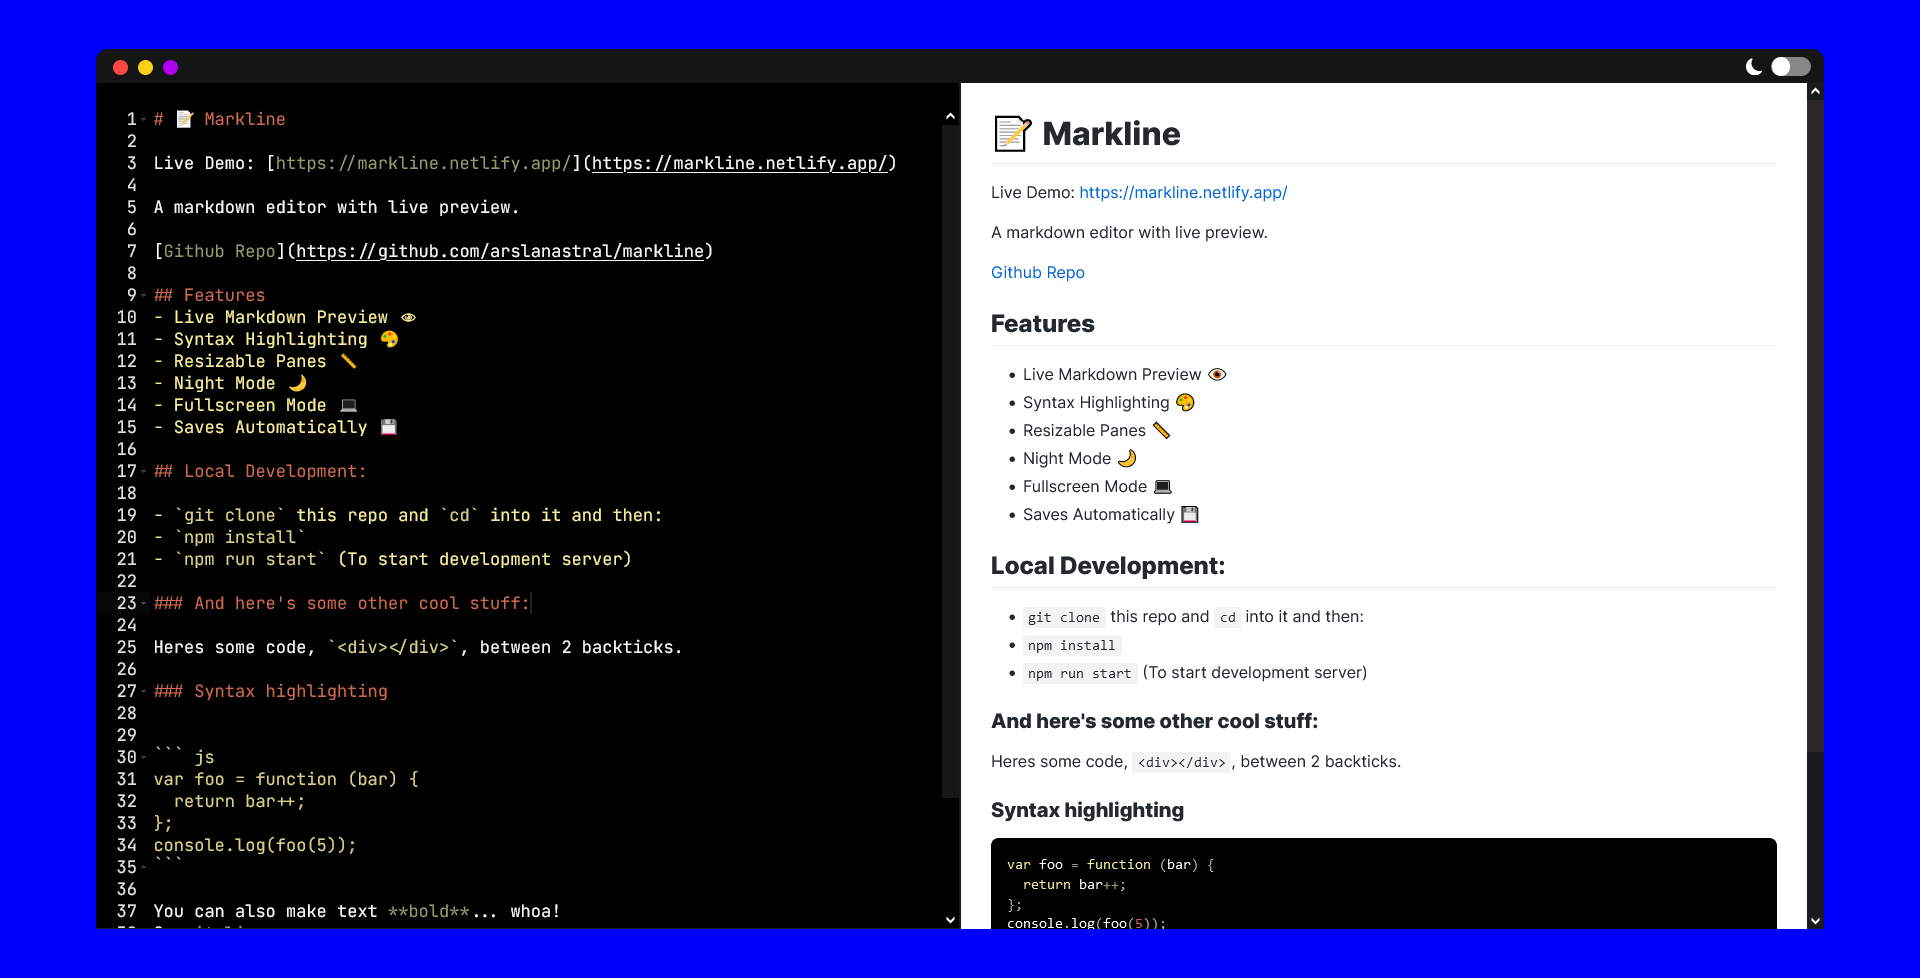 1 # 📝 Markline
2
3 Live Demo: [https://markline.netlify.app/](https://markline.netlify.app/)
4
5 A markdown editor with live preview.
6
7 [Github Repo](https://github.com/arslanastral/markline)
8
9 ## Features
10 - Live Markdown Preview 👁
11 - Syntax Highlighting 🎨
12 - Resizable Panes 📏
13 - Night Mode 🌙
14 - Fullscreen Mode 💻
15 - Saves Automatically 💾
16
17 ## Local Development:
18
19 - `git clone` this repo and `cd` into it and then:
20 - `npm install`
21 - `npm run start` (To start development server)
22
23 ### And here's some other cool stuff:
24
25 Heres some code, `<div></div>`, between 2 backticks.
26
27 ### Syntax highlighting
28
29
30 ``` js
31 var foo = function (bar) {
32   return bar++;
33 };
34 console.log(foo(5));
35 ```
36
37 You can also make text **bold**... whoa!
📝 Markline
Live Demo: https://markline.netlify.app/
A markdown editor with live preview.
Github Repo
Features
• Live Markdown Preview 👁
• Syntax Highlighting 🎨
• Resizable Panes 📏
• Night Mode 🌙
• Fullscreen Mode 💻
• Saves Automatically 💾
Local Development:
• git clone this repo and cd into it and then:
• npm install
• npm run start (To start development server)
And here's some other cool stuff:
Heres some code, <div></div>, between 2 backticks.
Syntax highlighting
var foo = function (bar) {
  return bar++;
};
console.log(foo(5));